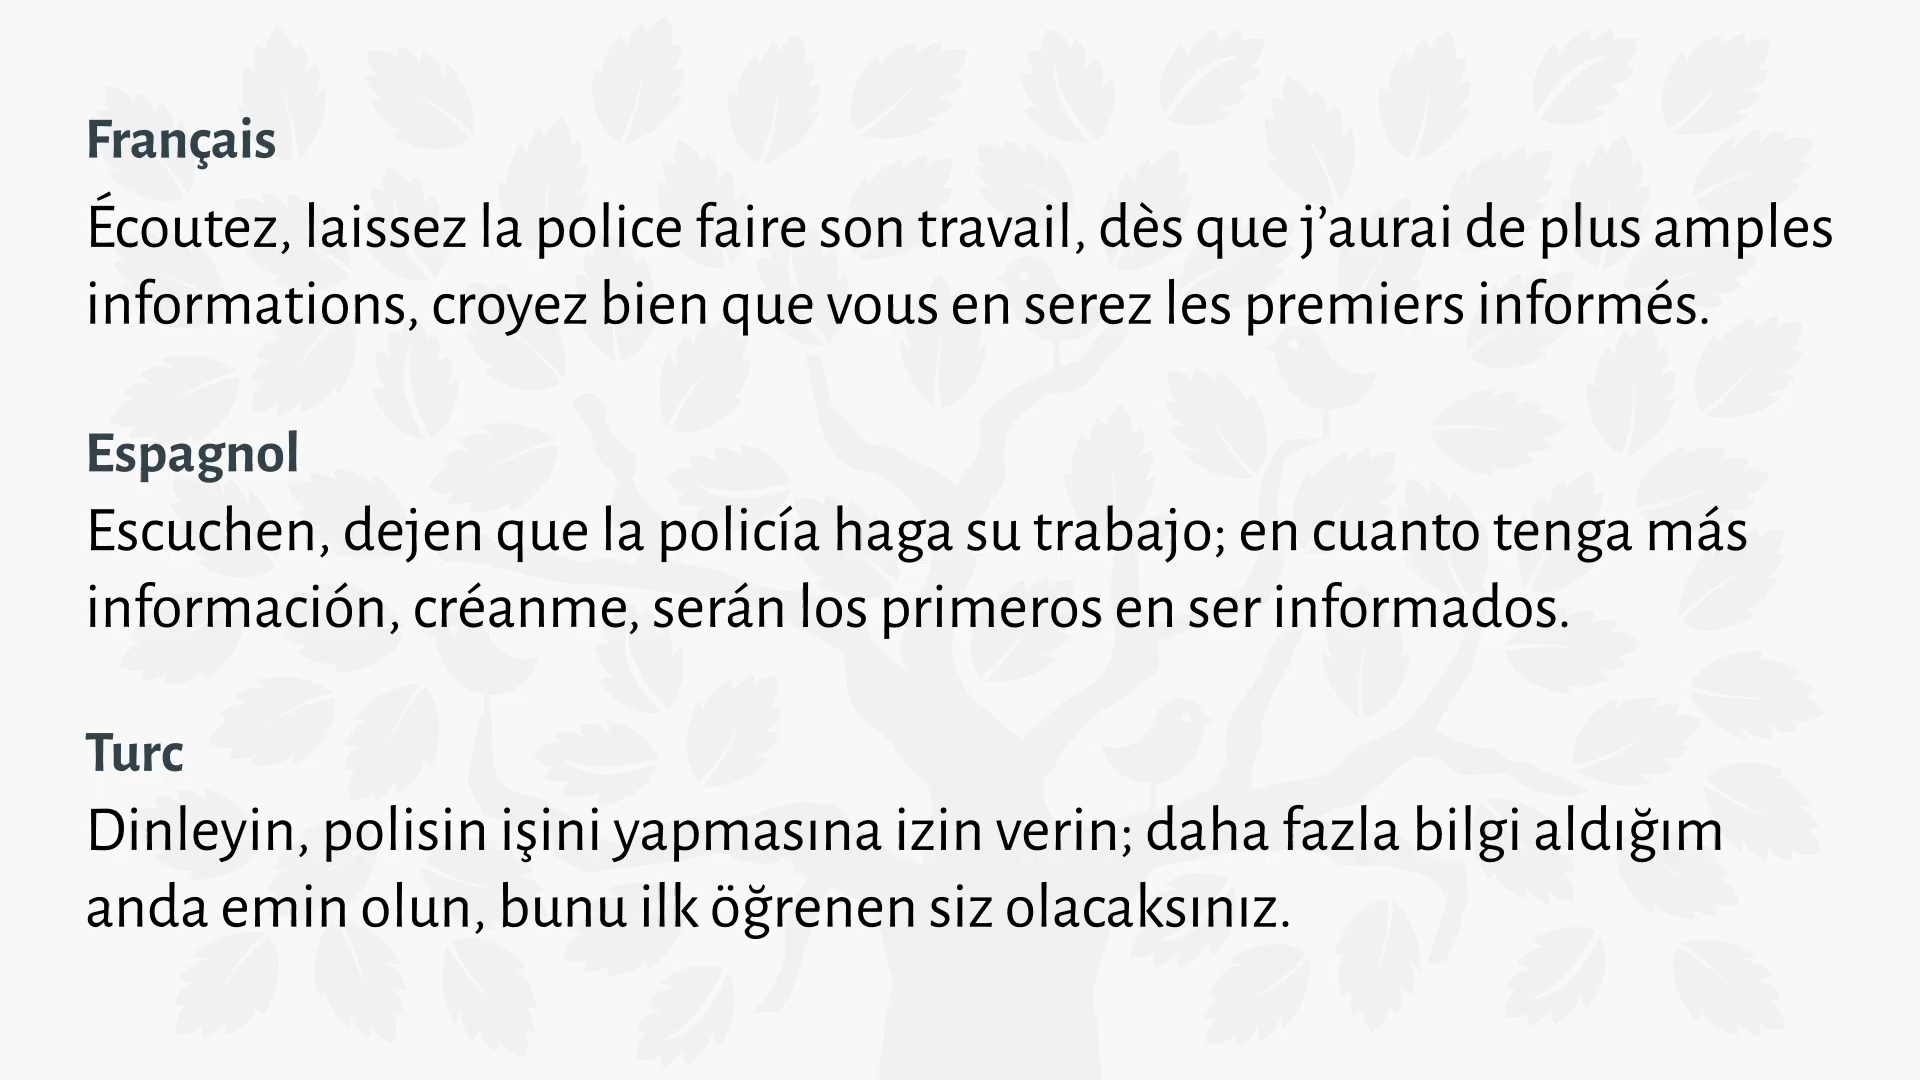 Français
Écoutez, laissez la police faire son travail, dès que j’aurai de plus amples
informations, croyez bien que vous en serez les premiers informés.
Espagnol
Escuchen, dejen que la policía haga su trabajo; en cuanto tenga más
información, créanme, serán los primeros en ser informados.
Turc
Dinleyin, polisin işini yapmasına izin verin; daha fazla bilgi aldığım
anda emin olun, bunu ilk öğrenen siz olacaksınız.